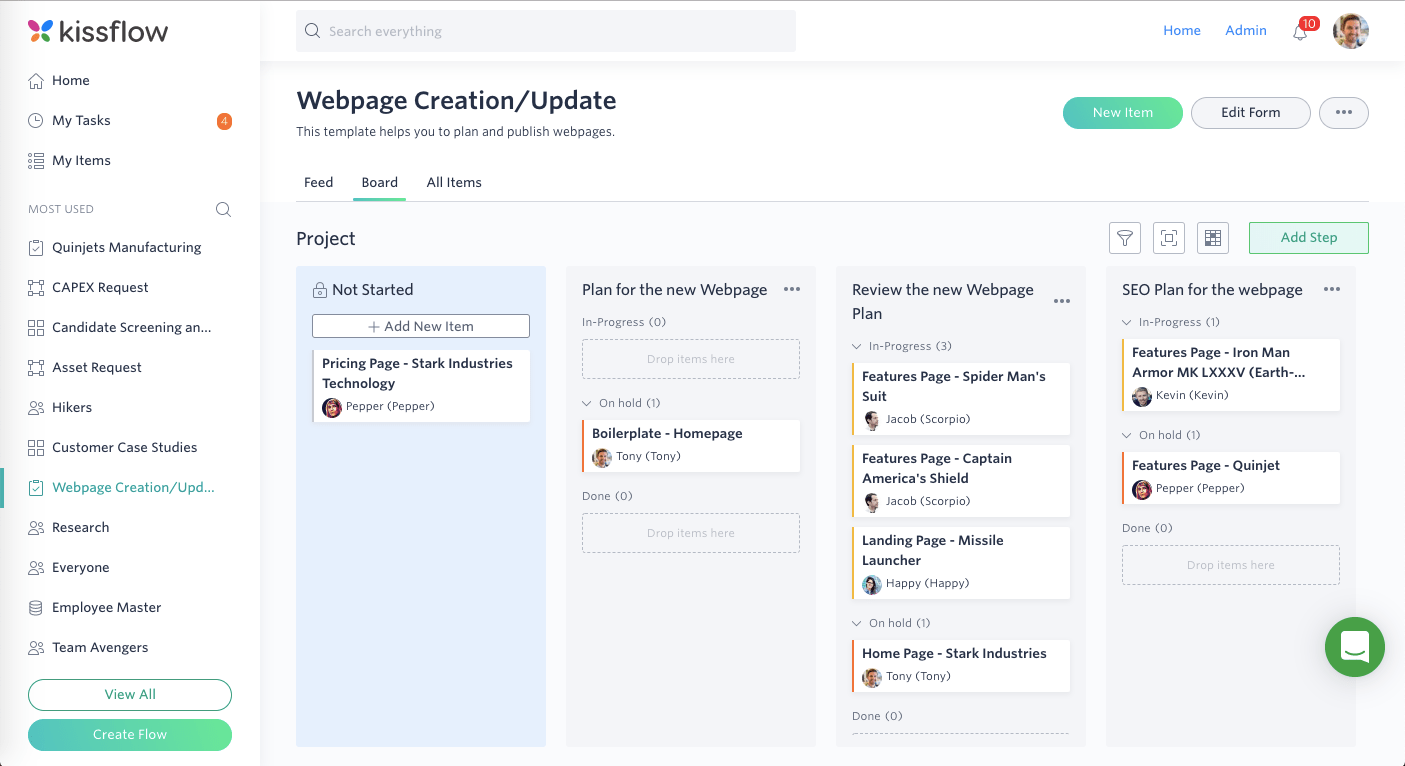 kissflow
Search everything
Home
Admin
10
Home
My Tasks
4
My Items
MOST USED
Quinjets Manufacturing
CAPEX Request
Candidate Screening an...
Asset Request
Hikers
Customer Case Studies
Webpage Creation/Upd...
Research
Everyone
Employee Master
Team Avengers
View All
Create Flow
Webpage Creation/Update
This template helps you to plan and publish webpages.
New Item
Edit Form
Feed
Board
All Items
Project
Add Step
Not Started
Add New Item
Pricing Page - Stark Industries
Technology
Pepper (Pepper)
Plan for the new Webpage
In-Progress (0)
Drop items here
On hold (1)
Boilerplate - Homepage
Tony (Tony)
Done (0)
Drop items here
Review the new Webpage
Plan
In-Progress (3)
Features Page - Spider Man's
Suit
Jacob (Scorpio)
Features Page - Captain
America's Shield
Jacob (Scorpio)
Landing Page - Missile
Launcher
Happy (Happy)
On hold (1)
Home Page - Stark Industries
Tony (Tony)
Done (0)
SEO Plan for the webpage
In-Progress (1)
Features Page - Iron Man
Armor MK LXXXV (Earth-...
Kevin (Kevin)
On hold (1)
Features Page - Quinjet
Pepper (Pepper)
Done (0)
Drop items here